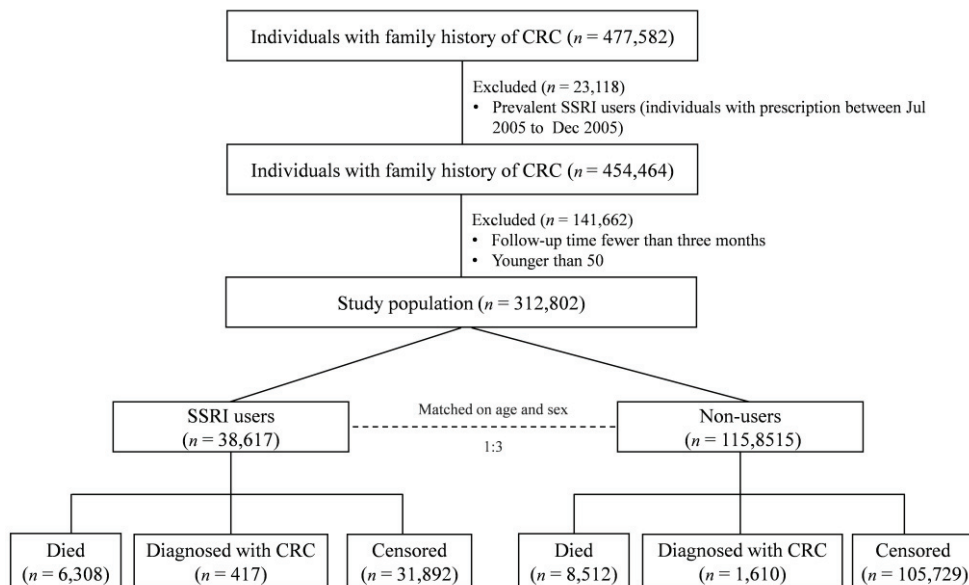 Individuals with family history of CRC (n = 477,582)
Excluded (n = 23,118)
• Prevalent SSRI users (individuals with prescription between Jul
2005 to Dec 2005)
Individuals with family history of CRC (n = 454,464)
Excluded (n = 141,662)
• Follow-up time fewer than three months
• Younger than 50
Study population (n = 312,802)
SSRI users
(n = 38,617)
Matched on age and sex
1:3
Non-users
(n = 115,8515)
Died
(n = 6,308)
Diagnosed with CRC
(n = 417)
Censored
(n = 31,892)
Died
(n = 8,512)
Diagnosed with CRC
(n = 1,610)
Censored
(n = 105,729)